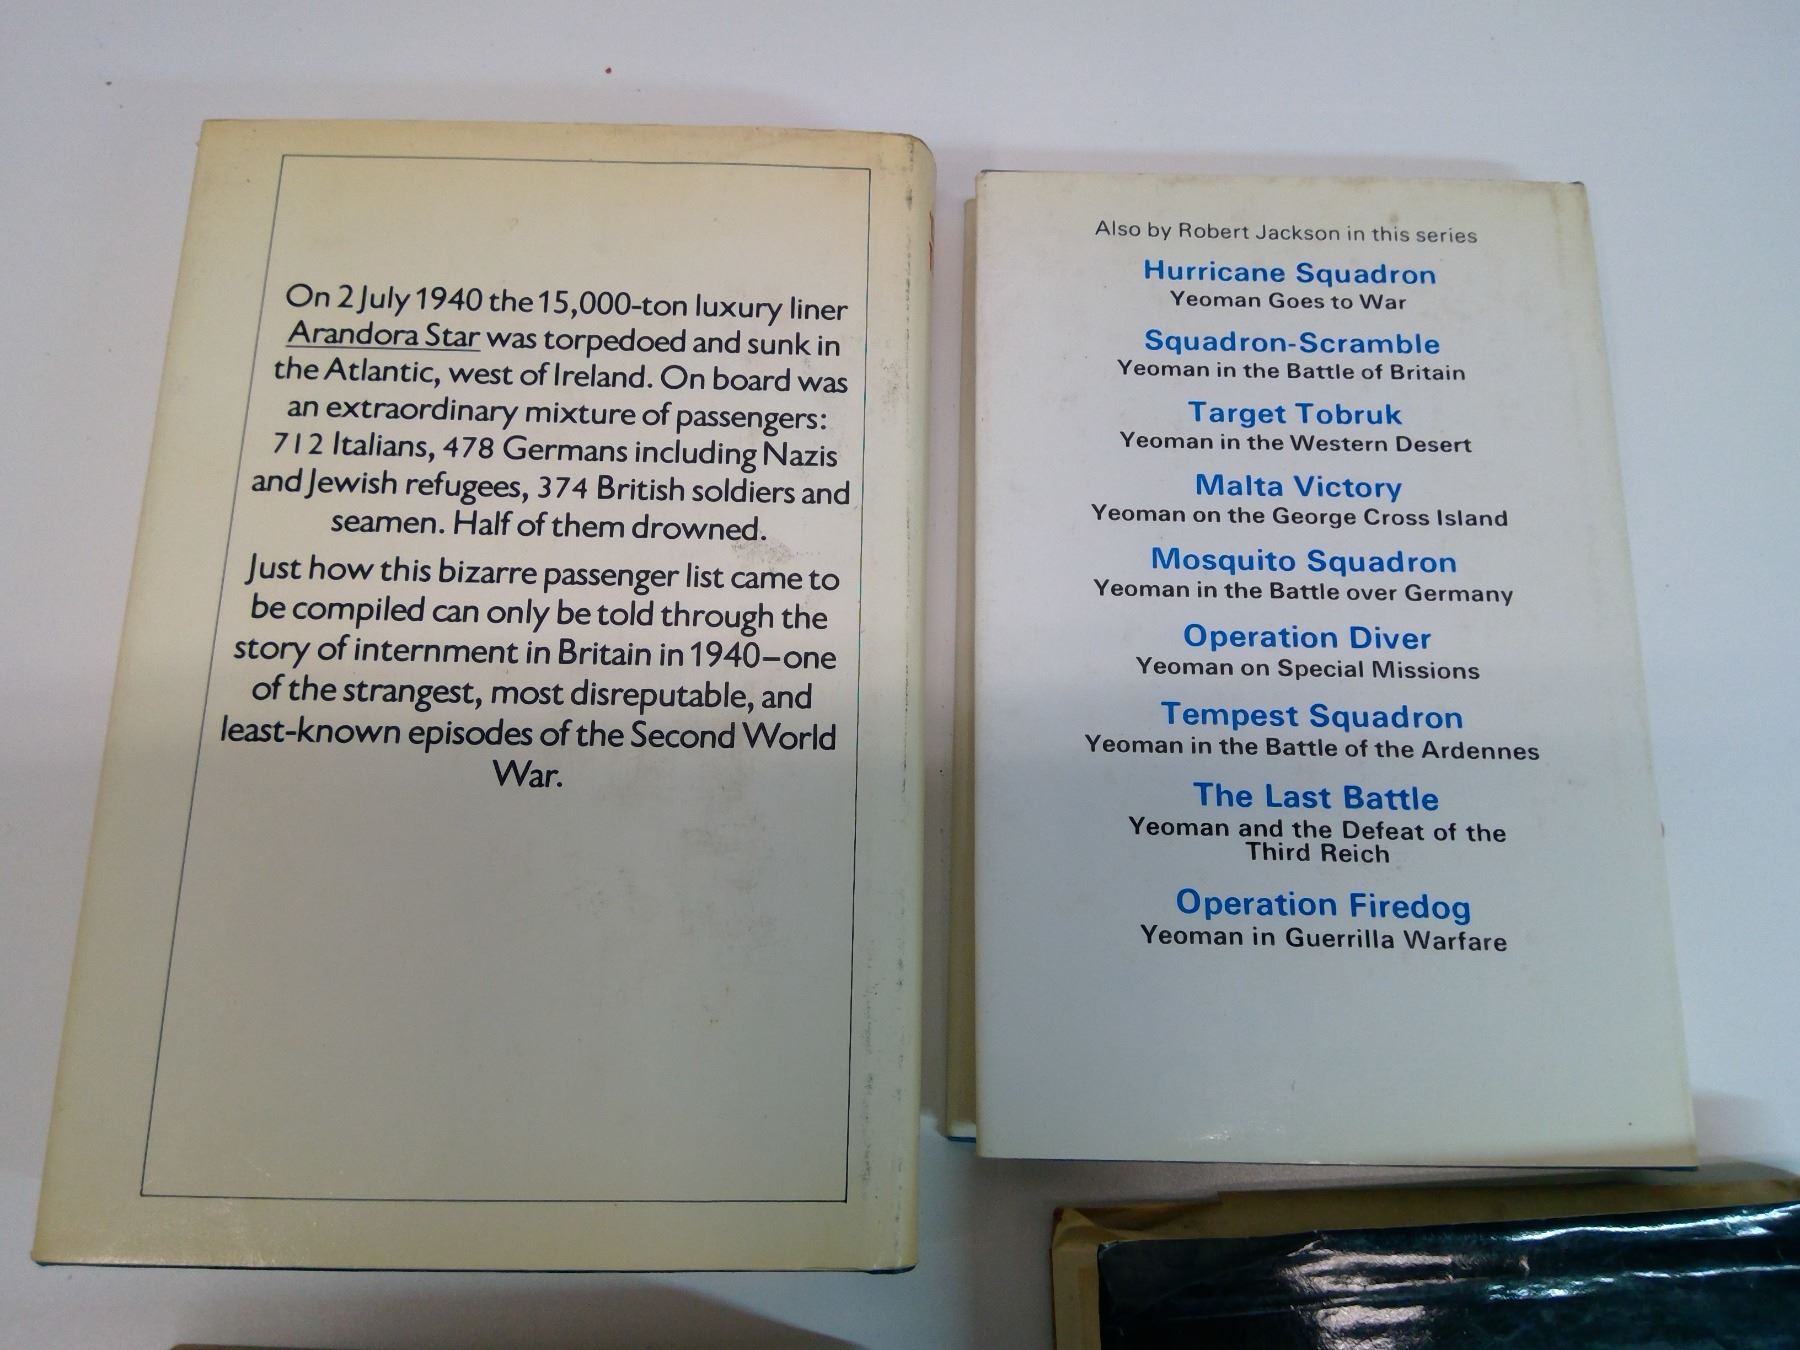 On 2 July 1940 the 15,000-ton luxury liner
Arandora Star was torpedoed and sunk in
the Atlantic, west of Ireland. On board was
an extraordinary mixture of passengers:
712 Italians, 478 Germans including Nazis
and Jewish refugees, 374 British soldiers and
seamen. Half of them drowned.
Just how this bizarre passenger list came to
be compiled can only be told through the
story of internment in Britain in 1940–one
of the strangest, most disreputable, and
least-known episodes of the Second World
War.
Also by Robert Jackson in this series
Hurricane Squadron
Yeoman Goes to War
Squadron-Scramble
Yeoman in the Battle of Britain
Target Tobruk
Yeoman in the Western Desert
Malta Victory
Yeoman on the George Cross Island
Mosquito Squadron
Yeoman in the Battle over Germany
Operation Diver
Yeoman on Special Missions
Tempest Squadron
Yeoman in the Battle of the Ardennes
The Last Battle
Yeoman and the Defeat of the
Third Reich
Operation Firedog
Yeoman in Guerrilla Warfare